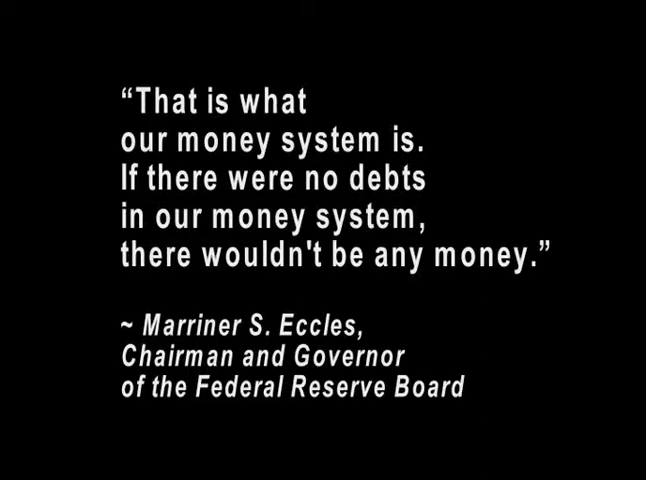 “That is what
our money system is.
If there were no debts
in our money system,
there wouldn't be any money.”
~ Marriner S. Eccles,
Chairman and Governor
of the Federal Reserve Board